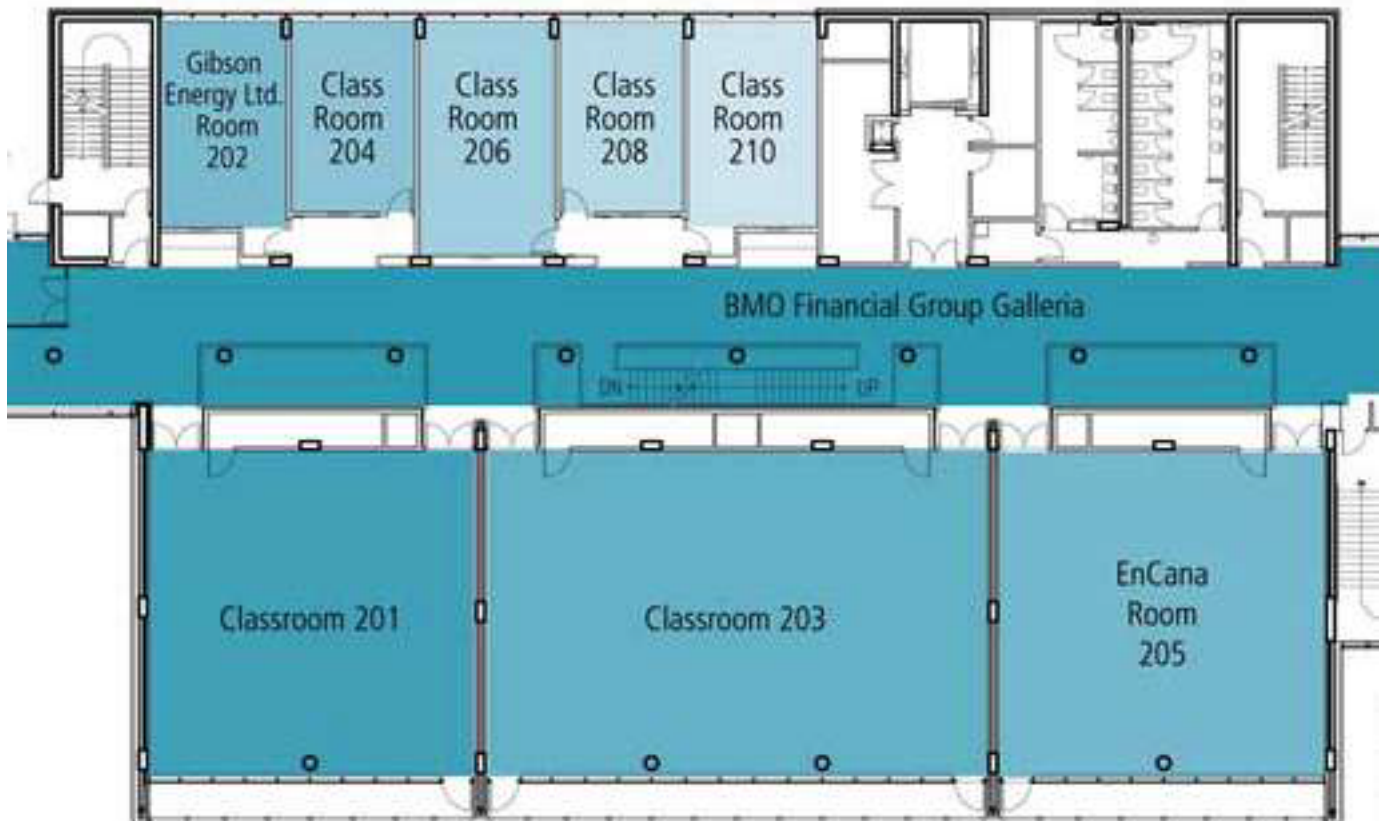 Gibson
Energy Ltd.
Room
202
Class
Room
204
Class
Room
206
Class
Room
208
Class
Room
210
BMO Financial Group Galleria
DN
UP
Classroom 201
Classroom 203
EnCana
Room
205